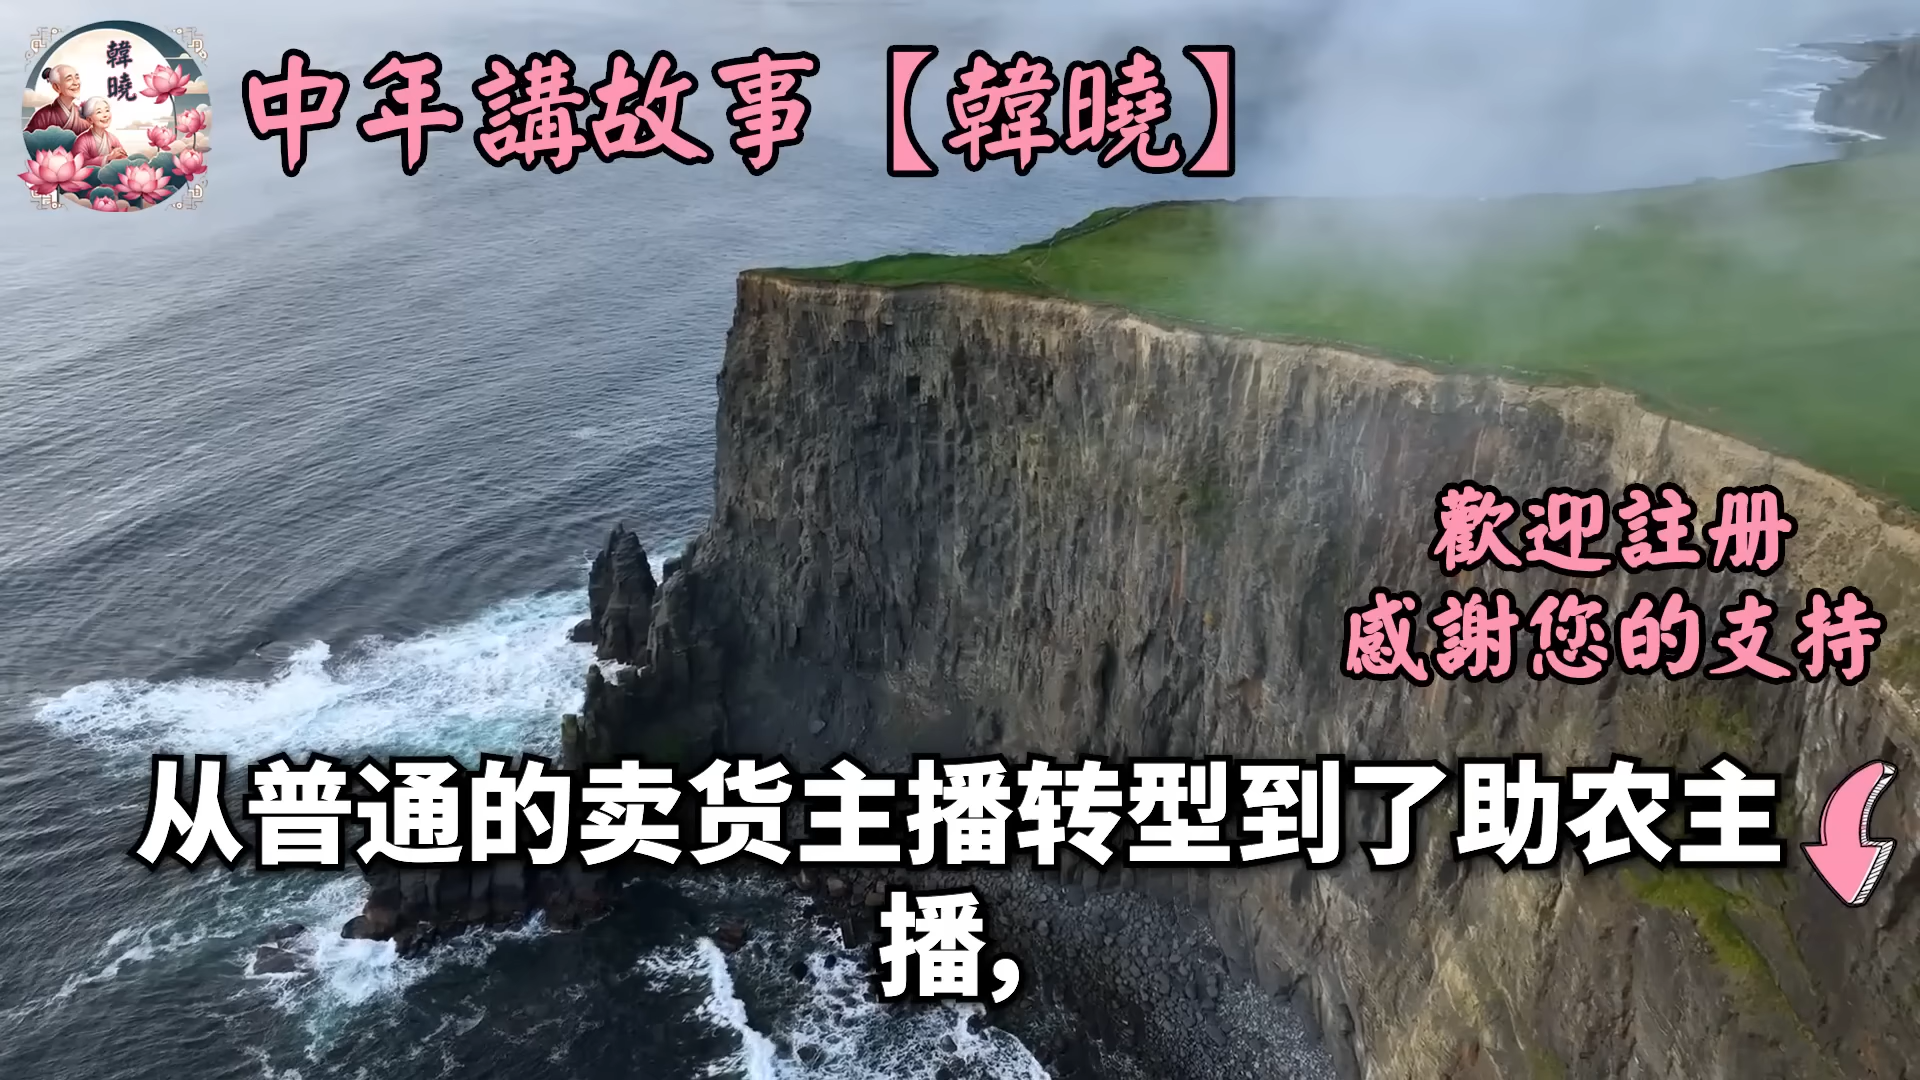 韓曉
中年講故事【韓曉】
歡迎註册
感謝您的支持
从普通的卖货主播转型到了助农主
播,